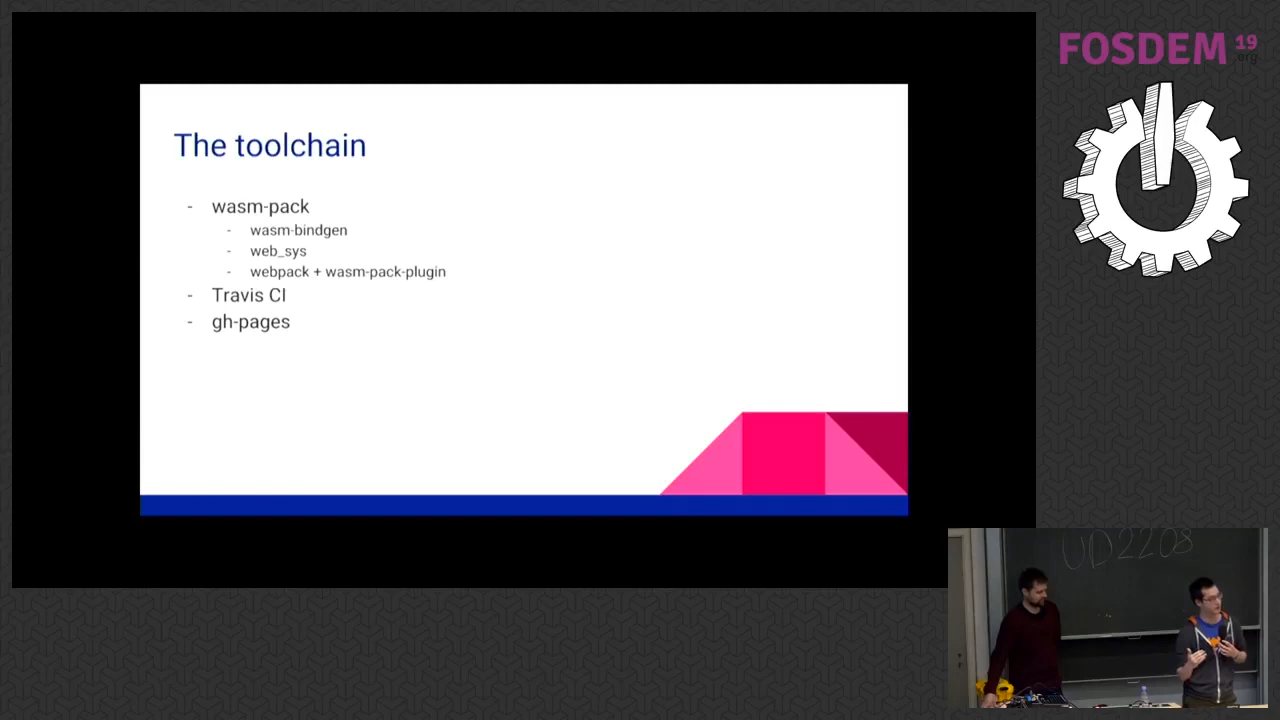 FOSDEM 19
.org
The toolchain
- wasm-pack
- wasm-bindgen
- web_sys
- webpack + wasm-pack-plugin
- Travis CI
- gh-pages
UD2208